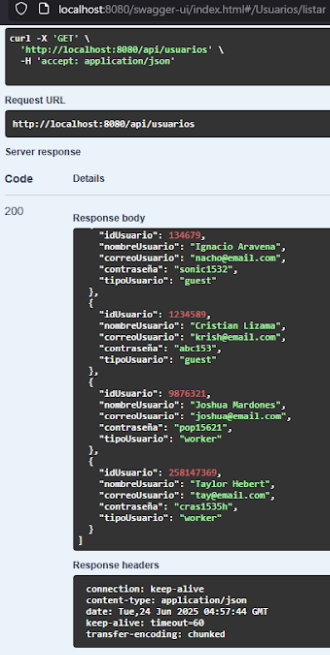 localhost:8080/swagger-ui/index.html#/Usuarios/listar
curl -X 'GET' \
'http://localhost:8080/api/usuarios' \
-H 'accept: application/json'
Request URL
http://localhost:8080/api/usuarios
Server response
Code Details
200
Response body
"idUsuario": 134679,
"nombreUsuario": "Ignacio Aravena",
"correoUsuario": "nacho@email.com",
"contraseña": "sonic1532",
"tipoUsuario": "guest"
},
{
"idUsuario": 1234589,
"nombreUsuario": "Cristian Lizama",
"correoUsuario": "krish@email.com",
"contraseña": "abc153",
"tipoUsuario": "guest"
},
{
"idUsuario": 9876321,
"nombreUsuario": "Joshua Mardones",
"correoUsuario": "joshua@email.com",
"contraseña": "pop15621",
"tipoUsuario": "worker"
},
{
"idUsuario": 258147369,
"nombreUsuario": "Taylor Hebert",
"correoUsuario": "tay@email.com",
"contraseña": "cras1535h",
"tipoUsuario": "worker"
}
]
Response headers
connection: keep-alive
content-type: application/json
date: Tue,24 Jun 2025 04:57:44 GMT
keep-alive: timeout=60
transfer-encoding: chunked